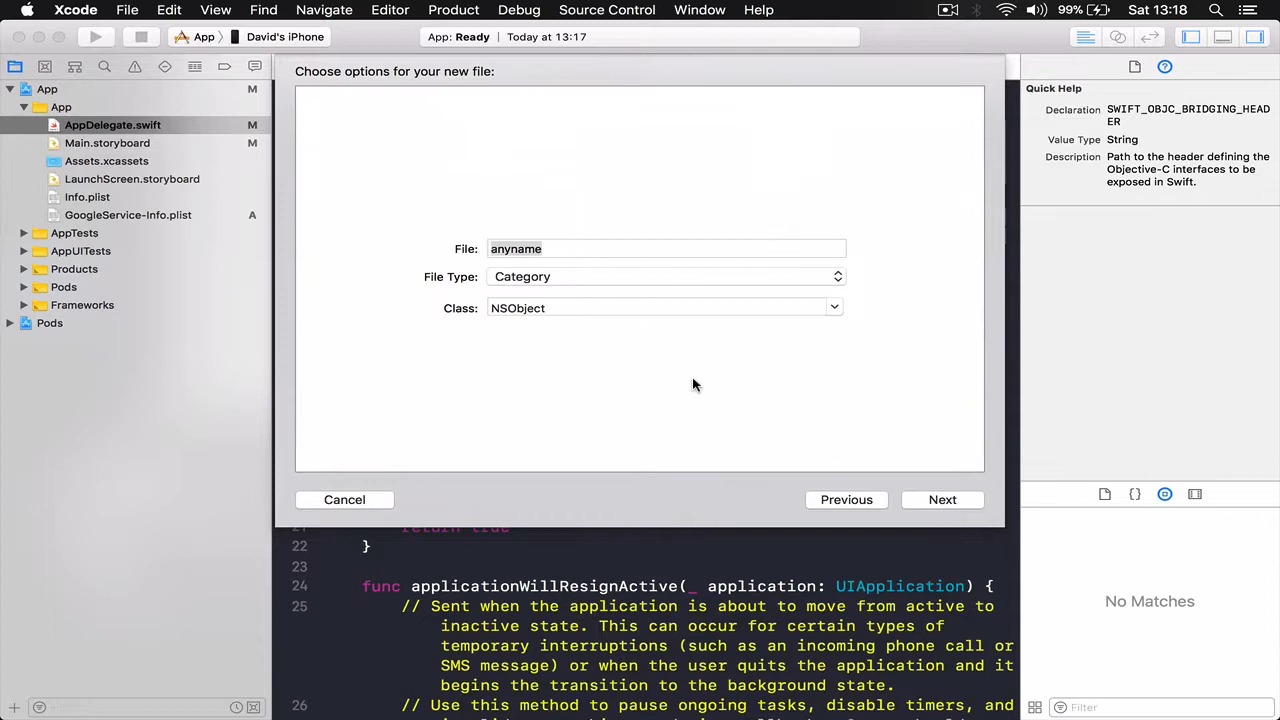 Xcode File Edit View Find Navigate Editor Product Debug Source Control Window Help 99% Sat 13:18
App David's iPhone App: Ready Today at 13:17
Choose options for your new file:
App M
App
AppDelegate.swift M
Main.storyboard M
Assets.xcassets
LaunchScreen.storyboard
Info.plist
GoogleService-Info.plist A
AppTests
AppUITests
Products
Pods
Frameworks
Pods
File: anyname
File Type: Category
Class: NSObject
Cancel Previous Next
Quick Help
Declaration SWIFT_OBJC_BRIDGING_HEAD
ER
Value Type String
Description Path to the header defining the
Objective-C interfaces to be
exposed in Swift.
return true
22 }
23
24 func applicationWillResignActive(_ application: UIApplication) {
25 // Sent when the application is about to move from active to
inactive state. This can occur for certain types of
temporary interruptions (such as an incoming phone call or
SMS message) or when the user quits the application and it
begins the transition to the background state.
26 // Use this method to pause ongoing tasks, disable timers, and
No Matches
Filter